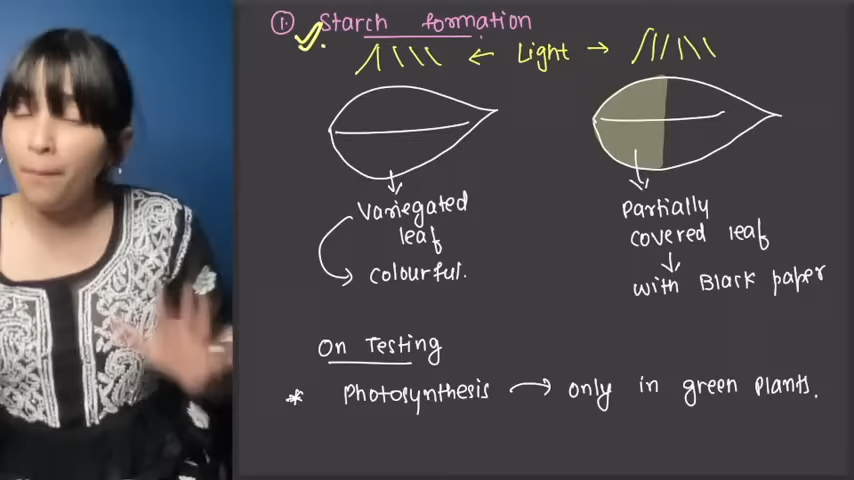 ① Starch formation
← Light →
Variegated
leaf
colourful.
Partially
covered leaf
with Black paper
On Testing
* Photosynthesis → only in green plants.